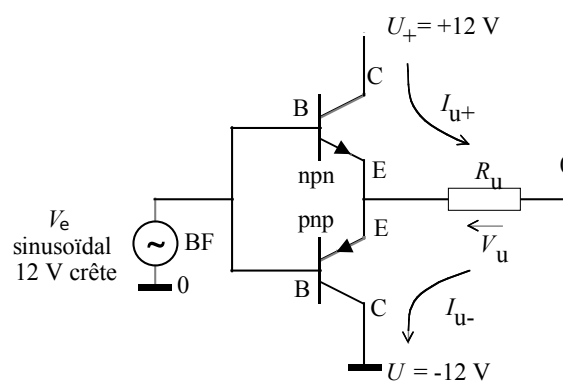 U+ = +12 V
C
B
Iu+
npn
E
Ru
Ve
sinusoïdal
12 V crête
BF
~
0
pnp
E
Vu
B
C
Iu-
U = -12 V